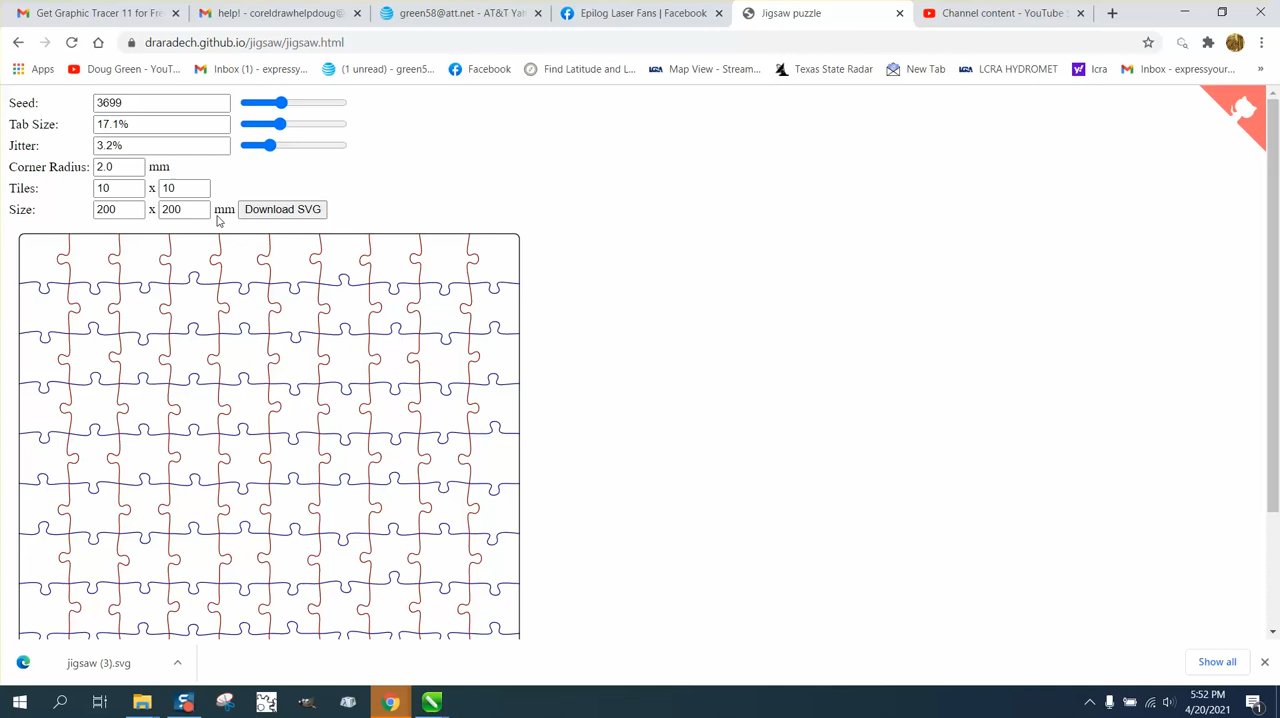 Get Graphic Tracer 11 for Fre
help! - coreldrawhelpdoug@
green58@att.net - AT&T Yah
Epilog Laser Fans | Facebook
Jigsaw puzzle
Channel content - YouTube S
draradech.github.io/jigsaw/jigsaw.html
Apps
Doug Green - YouT...
Inbox (1) - expressy...
(1 unread) - green5...
Facebook
Find Latitude and L...
Map View - Stream...
Texas State Radar
New Tab
LCRA HYDROMET
lcra
Inbox - expressyour...
»
Seed: 3699
Tab Size: 17.1%
Jitter: 3.2%
Corner Radius: 2.0 mm
Tiles: 10 x 10
Size: 200 x 200 mm Download SVG
jigsaw (3).svg
Show all
5:52 PM
4/20/2021